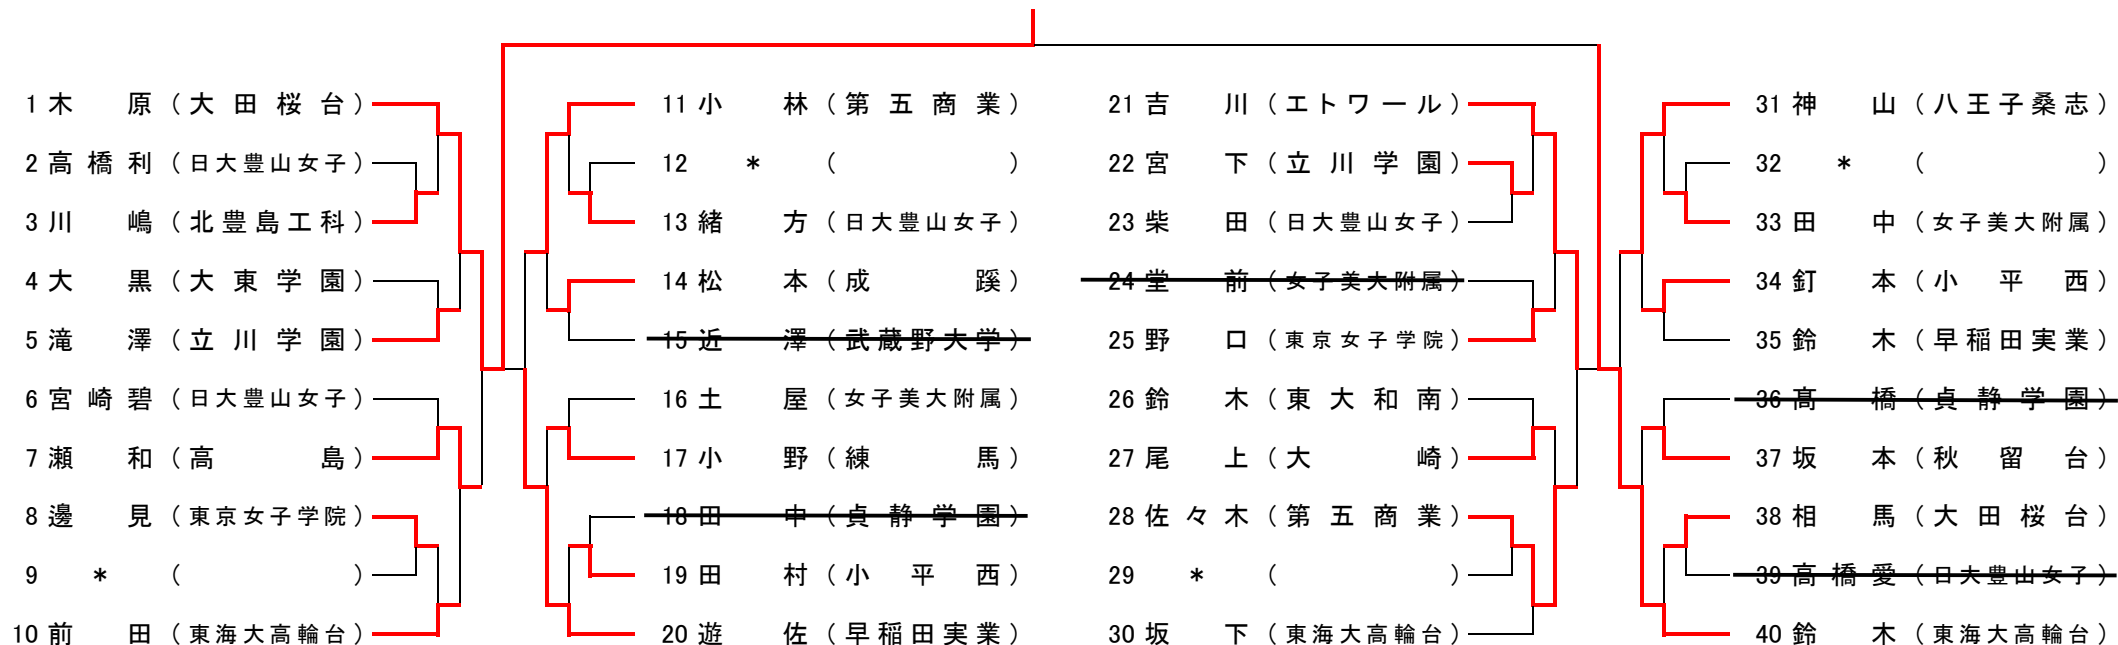 1 木原（大田桜台）
2 高橋利（日大豊山女子）
3 川嶋（北豊島工科）
4 大黒（大東学園）
5 滝澤（立川学園）
6 宮崎碧（日大豊山女子）
7 瀬和（高島）
8 邊見（東京女子学院）
9 *（ ）
10 前田（東海大高輪台）
11 小林（第五商業）
12 *（ ）
13 緒方（日大豊山女子）
14 松本（成蹊）
15 近澤（武蔵野大学）
16 土屋（女子美大附属）
17 小野（練馬）
18 田中（貞静学園）
19 田村（小平西）
20 遊佐（早稲田実業）
21 吉川（エトワール）
22 宮下（立川学園）
23 柴田（日大豊山女子）
24 堂前（女子美大附属）
25 野口（東京女子学院）
26 鈴木（東大和南）
27 尾上（大崎）
28 佐々木（第五商業）
29 *（ ）
30 坂下（東海大高輪台）
31 神山（八王子桑志）
32 *（ ）
33 田中（女子美大附属）
34 釘本（小平西）
35 鈴木（早稲田実業）
36 髙橋（貞静学園）
37 坂本（秋留台）
38 相馬（大田桜台）
39 高橋愛（日大豊山女子）
40 鈴木（東海大高輪台）